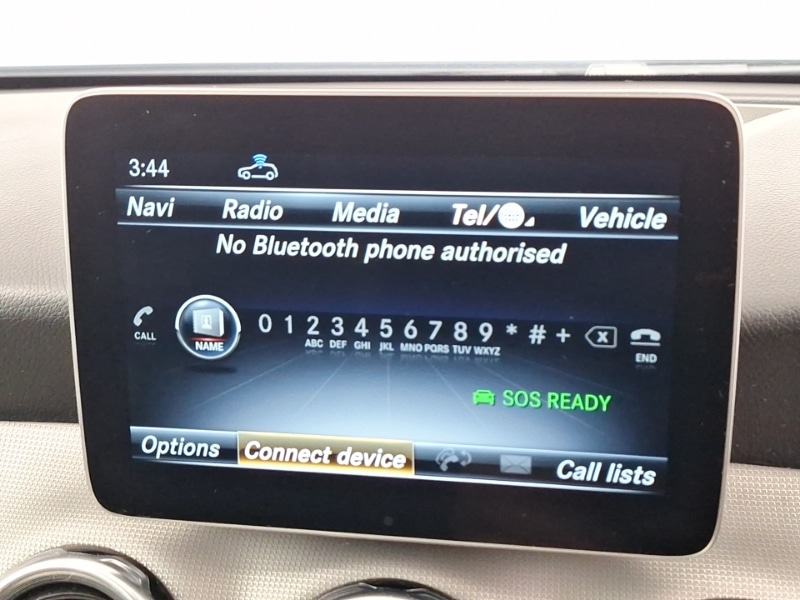 3:44
Navi Radio Media Tel/ Vehicle
No Bluetooth phone authorised
CALL NAME 0 1 2 3 4 5 6 7 8 9 * # + END
ABC DEF GHI JKL MNO PQRS TUV WXYZ
SOS READY
Options Connect device Call lists